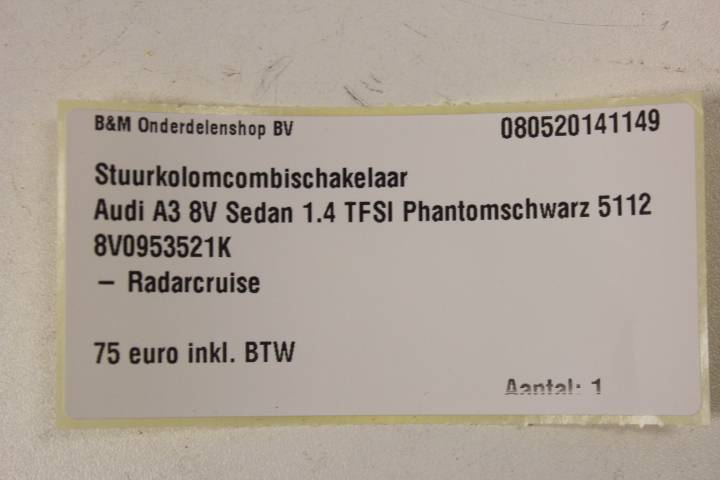 B&M Onderdelenshop BV 080520141149
Stuurkolomcombischakelaar
Audi A3 8V Sedan 1.4 TFSI Phantomschwarz 5112
8V0953521K
- Radarcruise
75 euro inkl. BTW
Aantal: 1